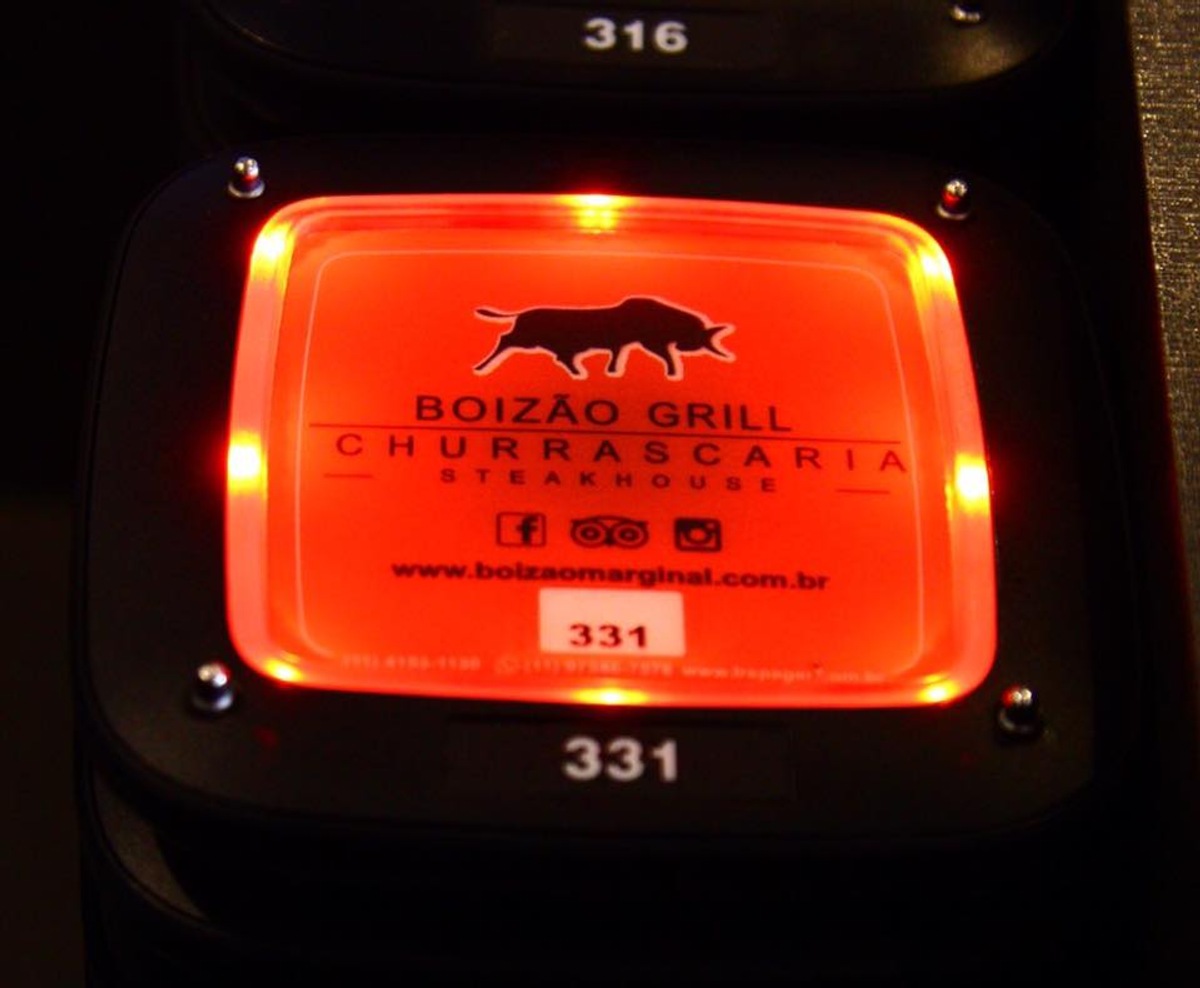 316
BOIZÃO GRILL
CHURRASCARIA
STEAKHOUSE
www.boizaomarginal.com.br
331
331